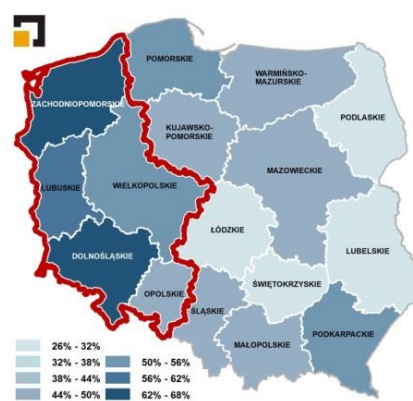 POMORSKIE
WARMIŃSKO-
MAZURSKIE
ZACHODNIOPOMORSKIE
PODLASKIE
KUJAWSKO-
POMORSKIE
MAZOWIECKIE
LUBUSKIE
WIELKOPOLSKIE
ŁÓDZKIE
LUBELSKIE
DOLNOŚLĄSKIE
ŚWIĘTOKRZYSKIE
OPOLSKIE
ŚLĄSKIE
PODKARPACKIE
MAŁOPOLSKIE
26% - 32%
32% - 38%
38% - 44%
44% - 50%
50% - 56%
56% - 62%
62% - 68%